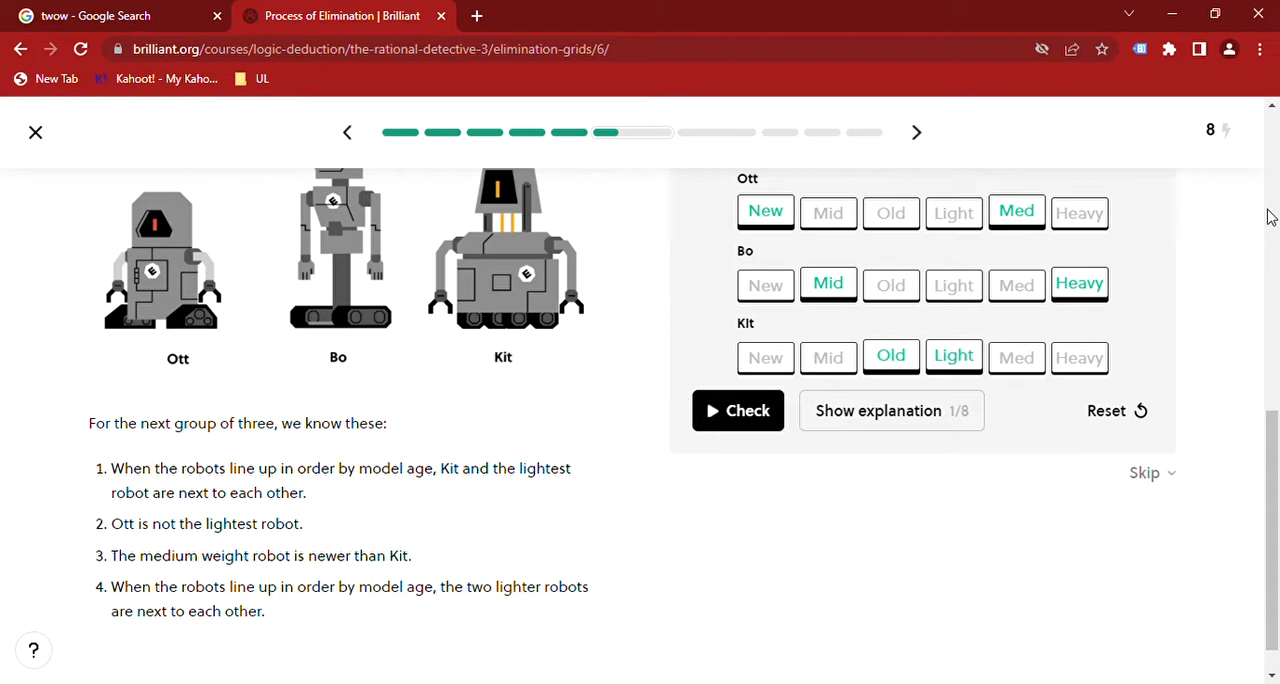 twow - Google Search
Process of Elimination | Brilliant
brilliant.org/courses/logic-deduction/the-rational-detective-3/elimination-grids/6/
New Tab
K! Kahoot! - My Kaho...
UL
8
Ott
New Mid Old Light Med Heavy
Bo
New Mid Old Light Med Heavy
Kit
New Mid Old Light Med Heavy
E
E
E
Ott Bo Kit
Check Show explanation 1/8 Reset
Skip
For the next group of three, we know these:
1. When the robots line up in order by model age, Kit and the lightest
robot are next to each other.
2. Ott is not the lightest robot.
3. The medium weight robot is newer than Kit.
4. When the robots line up in order by model age, the two lighter robots
are next to each other.
?